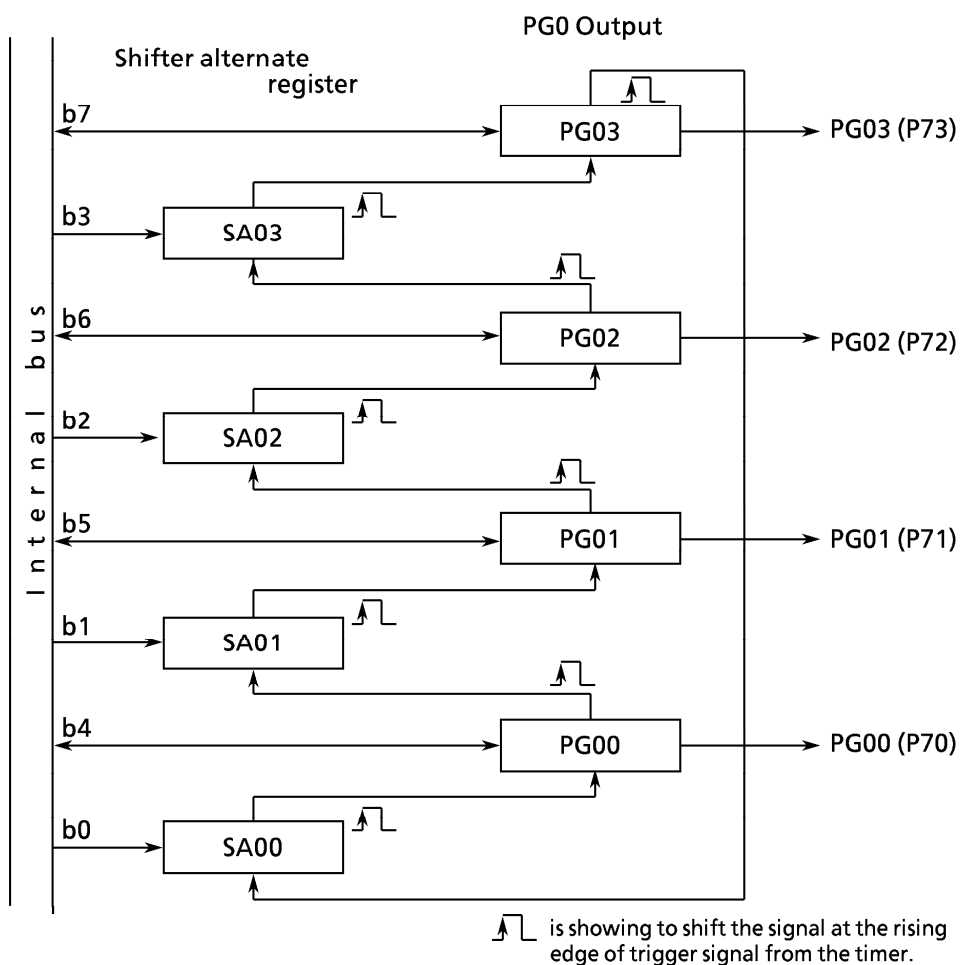 PG0 Output
Shifter alternate
register
b7
PG03
PG03 (P73)
b3
SA03
b6
PG02
PG02 (P72)
b2
SA02
Internal bus
b5
PG01
PG01 (P71)
b1
SA01
b4
PG00
PG00 (P70)
b0
SA00
is showing to shift the signal at the rising
edge of trigger signal from the timer.